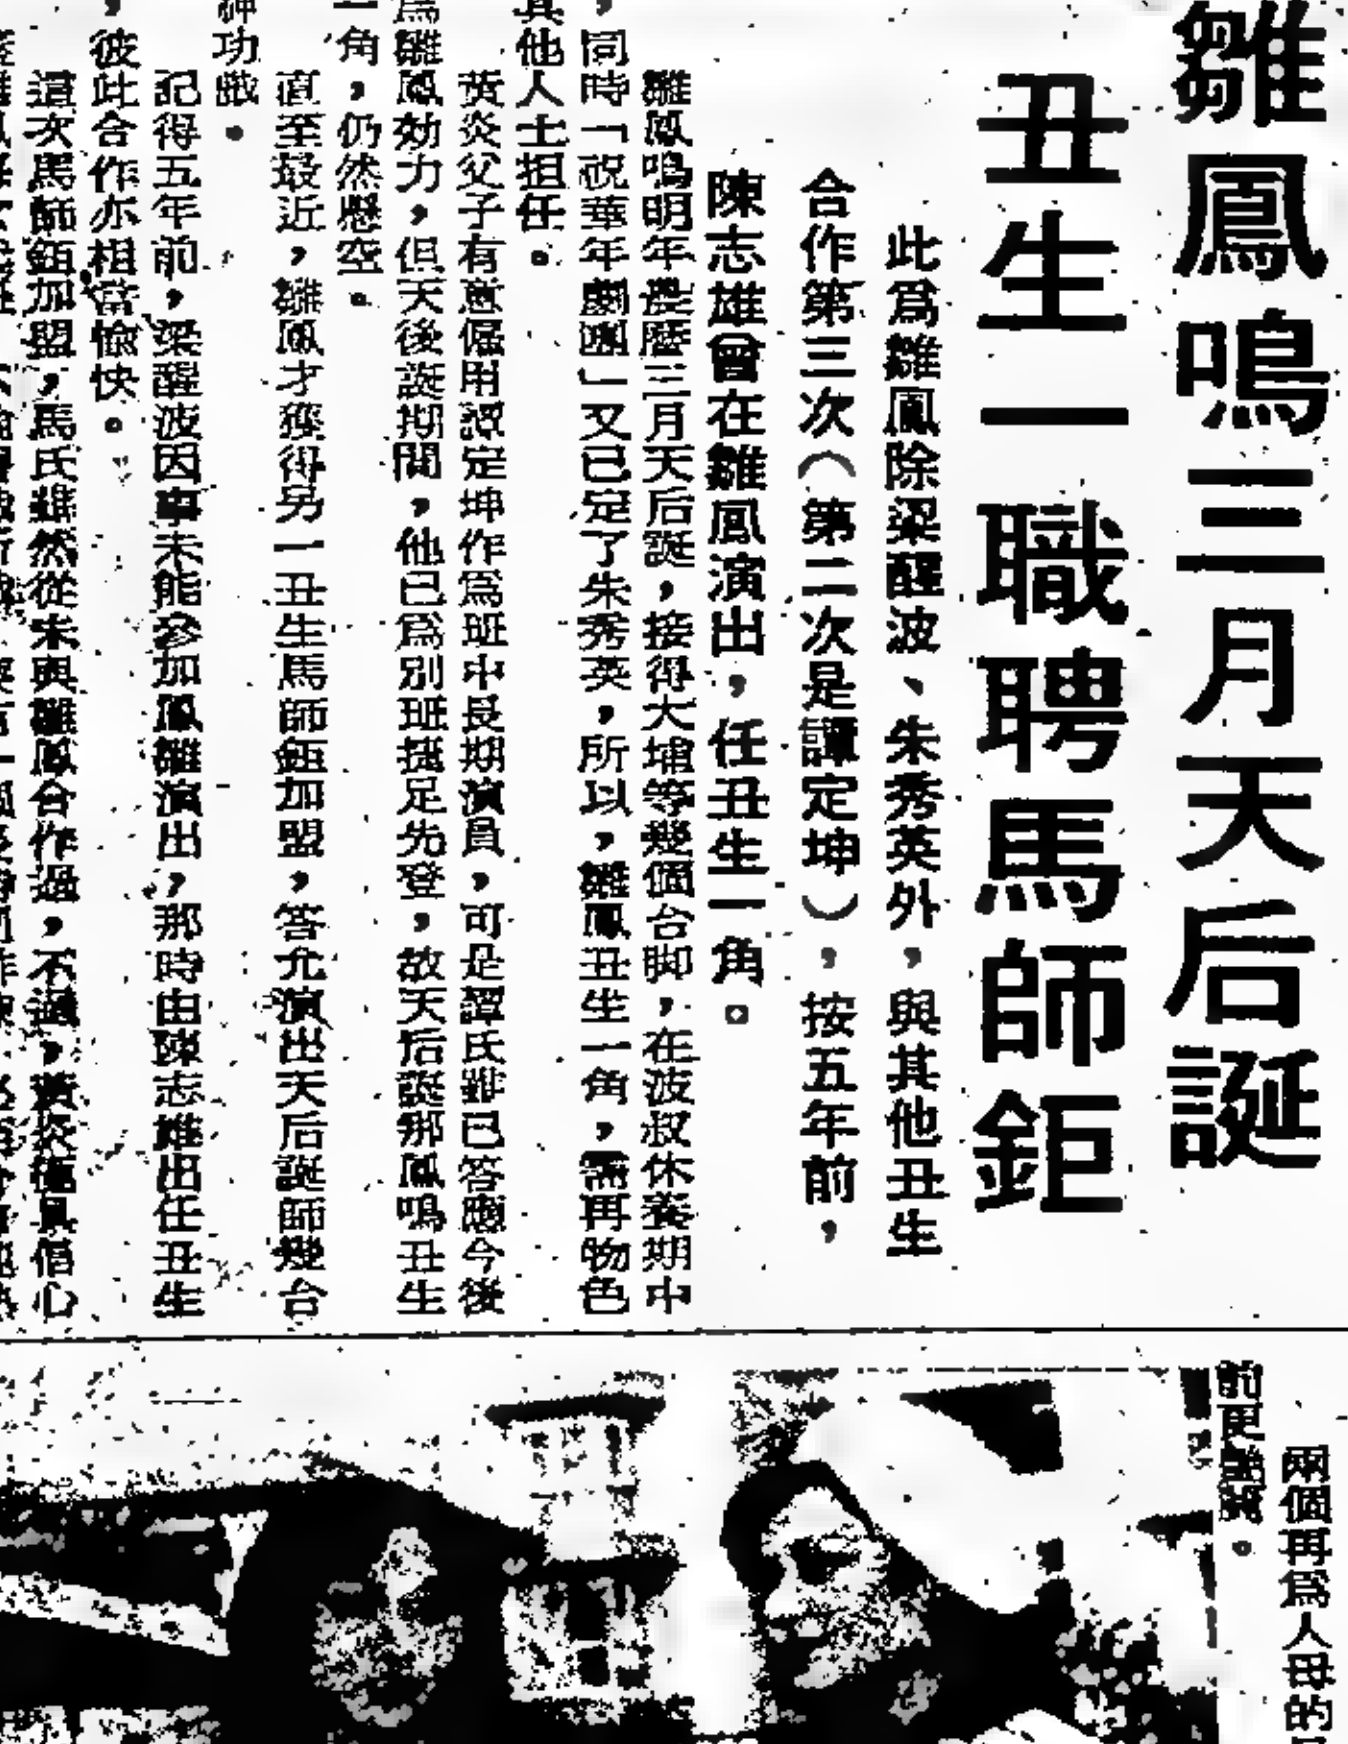 雛鳳鳴三月天后誕
丑生一職聘馬師鉅
此爲雛鳳除梁醒波、朱秀英外，與其他丑生
合作第三次（第二次是譚定坤），按五年前，
陳志雄曾在雛鳳演出，任丑生一角。
雛鳳鳴明年農曆三月天后誕，接得大埔等幾個台脚，在波叔休養期中
，同時「祝華年劇團」又已定了朱秀英，所以，雛鳳丑生一角，需再物色
其他人士担任。
黃炎父子有意倔用譚定坤作爲班中長期演員，可是譚氏雖已答應今後
爲雛鳳効力，但天後誕期間，他已爲別班捷足先登，故天后誕那鳳鳴丑生
一角，仍然懸空。
直至最近，雛鳳才獲得另一丑生馬師鉅加盟，答允演出天后誕師幾台
神功戲。
記得五年前，梁醒波因事未能參加鳳雛演出，那時由陳志雄出任丑生
，彼此合作亦相當愉快。
這次馬師鉅加盟，馬氏雖然從未與雛鳳合作過，不過，黃炎極具信心
兩個再爲人母的
前更